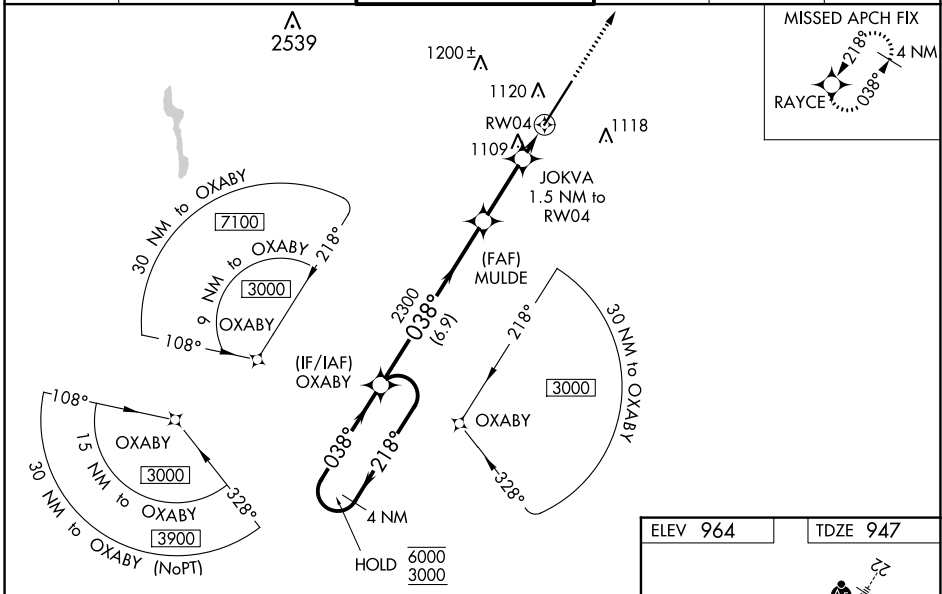 2539
1200±
1120
RW04
1109
1118
JOKVA
1.5 NM to
RW04
MISSED APCH FIX
218°
4 NM
038°
RAYCE
30 NM to OXABY
7100
9 NM to OXABY
3000
OXABY
218°
108°
(FAF)
MULDE
2300
038°
(6.9)
(IF/IAF)
OXABY
218°
30 NM to OXABY
3000
OXABY
328°
108°
OXABY
15 NM to OXABY
3000
328°
3900
30 NM to OXABY (NoPT)
038°
218°
4 NM
HOLD
6000
3000
ELEV 964
TDZE 947
22